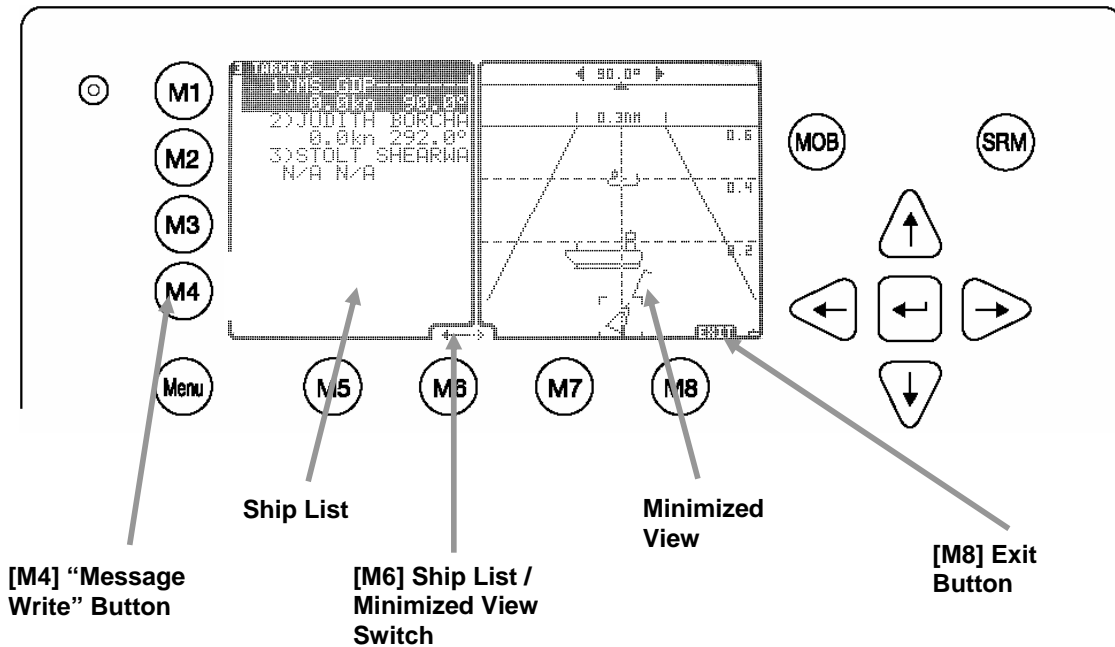 M1
M2
M3
M4
3 TARGETS
1)MS_GDP
0.0kn 90.0°
2)JUDITH BORCHA
0.0kn 292.0°
3)STOLT SHEARWA
N/A N/A
90.0°
0.3nM
0.6
0.4
0.2
EXIT
MOB
SRM
Menu
M5
M6
M7
M8
Ship List
Minimized
View
[M4] “Message
Write” Button
[M6] Ship List /
Minimized View
Switch
[M8] Exit
Button